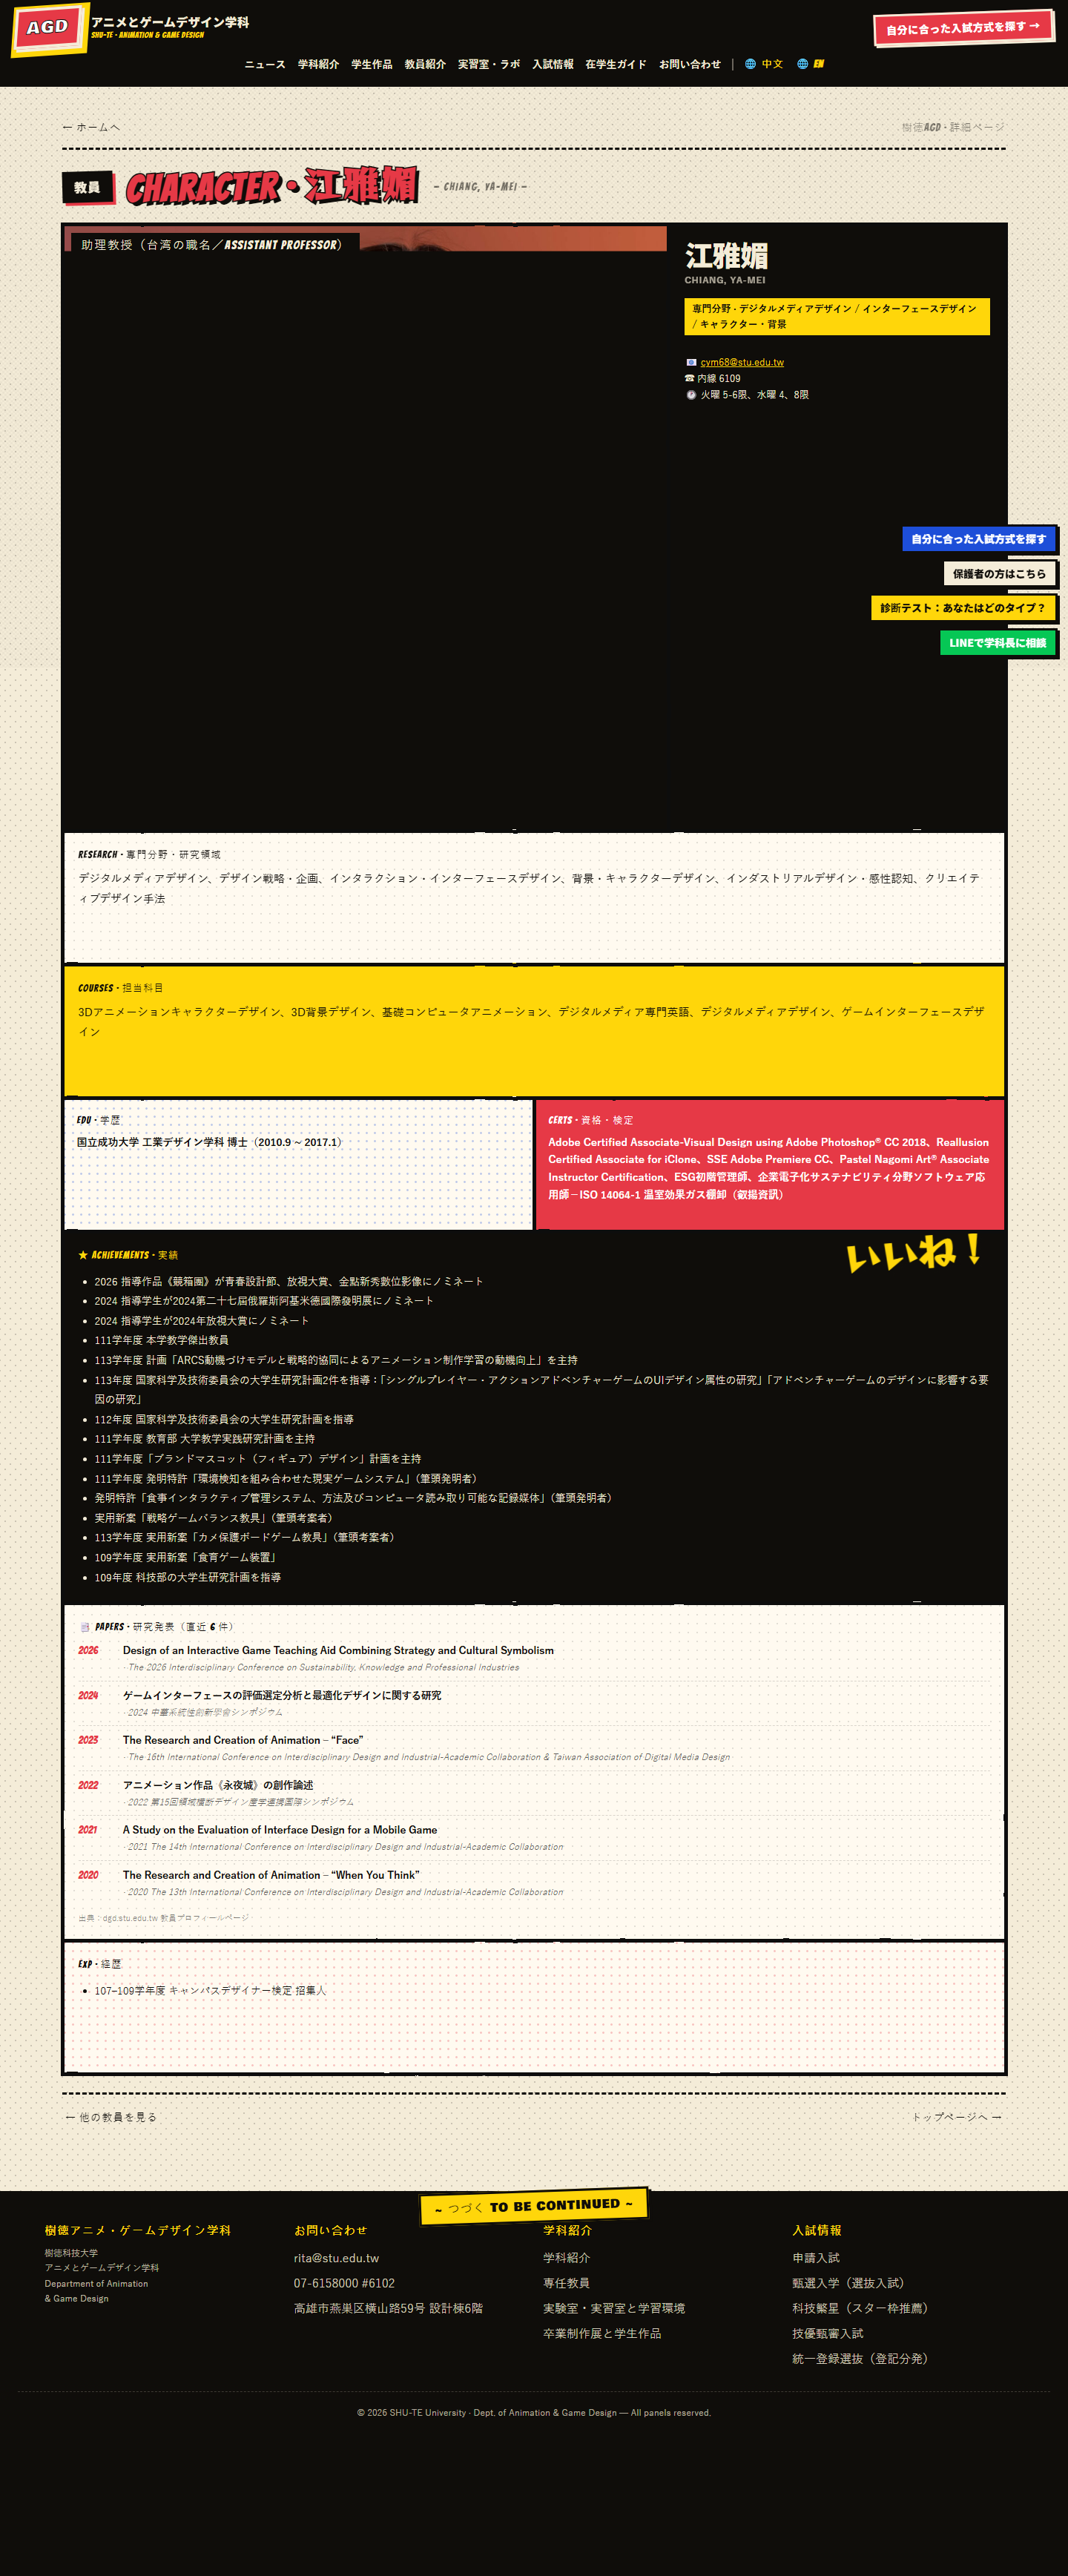 AGD
アニメとゲームデザイン学科
SHU-TE · ANIMATION & GAME DESIGN
自分に合った入試方式を探す →
ニュース 学科紹介 学生作品 教員紹介 実習室・ラボ 入試情報 在学生ガイド お問い合わせ | 🌐 中文 🌐 EN
← ホームへ
樹徳AGD · 詳細ページ
教員
CHARACTER · 江雅媚
— CHIANG, YA-MEI —
助理教授（台湾の職名／ASSISTANT PROFESSOR）
江雅媚
CHIANG, YA-MEI
専門分野 · デジタルメディアデザイン / インターフェースデザイン
/ キャラクター・背景
📧 cym68@stu.edu.tw
☎ 内線 6109
🕐 火曜 5-6限、水曜 4、8限
自分に合った入試方式を探す
保護者の方はこちら
診断テスト：あなたはどのタイプ？
LINEで学科長に相談
RESEARCH · 専門分野・研究領域
デジタルメディアデザイン、デザイン戦略・企画、インタラクション・インターフェースデザイン、背景・キャラクターデザイン、インダストリアルデザイン・感性認知、クリエイテ
ィブデザイン手法
COURSES · 担当科目
3Dアニメーションキャラクターデザイン、3D背景デザイン、基礎コンピュータアニメーション、デジタルメディア専門英語、デジタルメディアデザイン、ゲームインターフェースデザ
イン
EDU · 学歴
国立成功大学 工業デザイン学科 博士（2010.9 ~ 2017.1）
CERTS · 資格・検定
Adobe Certified Associate-Visual Design using Adobe Photoshop® CC 2018、Reallusion
Certified Associate for iClone、SSE Adobe Premiere CC、Pastel Nagomi Art® Associate
Instructor Certification、ESG初階管理師、企業電子化サステナビリティ分野ソフトウェア応
用師－ISO 14064-1 温室効果ガス棚卸（叡揚資訊）
★ ACHIEVEMENTS · 実績
いいね！
• 2026 指導作品《競箱團》が青春設計節、放視大賞、金點新秀數位影像にノミネート
• 2024 指導学生が2024第二十七屆俄羅斯阿基米德國際發明展にノミネート
• 2024 指導学生が2024年放視大賞にノミネート
• 111学年度 本学教学傑出教員
• 113学年度 計画「ARCS動機づけモデルと戦略的協同によるアニメーション制作学習の動機向上」を主持
• 113年度 国家科学及技術委員会の大学生研究計画2件を指導：「シングルプレイヤー・アクションアドベンチャーゲームのUIデザイン属性の研究」「アドベンチャーゲームのデザインに影響する要
因の研究」
• 112年度 国家科学及技術委員会の大学生研究計画を指導
• 111学年度 教育部 大学教学実践研究計画を主持
• 111学年度「ブランドマスコット（フィギュア）デザイン」計画を主持
• 111学年度 発明特許「環境検知を組み合わせた現実ゲームシステム」（筆頭発明者）
• 発明特許「食事インタラクティブ管理システム、方法及びコンピュータ読み取り可能な記録媒体」（筆頭発明者）
• 実用新案「戦略ゲームバランス教具」（筆頭考案者）
• 113学年度 実用新案「カメ保護ボードゲーム教具」（筆頭考案者）
• 109学年度 実用新案「食育ゲーム装置」
• 109年度 科技部の大学生研究計画を指導
📑 PAPERS · 研究発表（直近 6 件）
2026 Design of an Interactive Game Teaching Aid Combining Strategy and Cultural Symbolism
· The 2026 Interdisciplinary Conference on Sustainability, Knowledge and Professional Industries
2024 ゲームインターフェースの評価選定分析と最適化デザインに関する研究
· 2024 中華系統性創新學會シンポジウム
2023 The Research and Creation of Animation – “Face”
· The 16th International Conference on Interdisciplinary Design and Industrial-Academic Collaboration & Taiwan Association of Digital Media Design
2022 アニメーション作品《永夜城》の創作論述
· 2022 第15回領域横断デザイン産学連携国際シンポジウム
2021 A Study on the Evaluation of Interface Design for a Mobile Game
· 2021 The 14th International Conference on Interdisciplinary Design and Industrial-Academic Collaboration
2020 The Research and Creation of Animation – “When You Think”
· 2020 The 13th International Conference on Interdisciplinary Design and Industrial-Academic Collaboration
出典：dgd.stu.edu.tw 教員プロフィールページ
EXP · 経歴
• 107–109学年度 キャンパスデザイナー検定 招集人
← 他の教員を見る
トップページへ →
~ つづく TO BE CONTINUED ~
樹徳アニメ・ゲームデザイン学科
樹徳科技大学
アニメとゲームデザイン学科
Department of Animation
& Game Design
お問い合わせ
rita@stu.edu.tw
07-6158000 #6102
高雄市燕巣区横山路59号 設計棟6階
学科紹介
学科紹介
専任教員
実験室・実習室と学習環境
卒業制作展と学生作品
入試情報
申請入試
甄選入学（選抜入試）
科技繁星（スター枠推薦）
技優甄審入試
統一登録選抜（登記分発）
© 2026 SHU-TE University · Dept. of Animation & Game Design — All panels reserved.